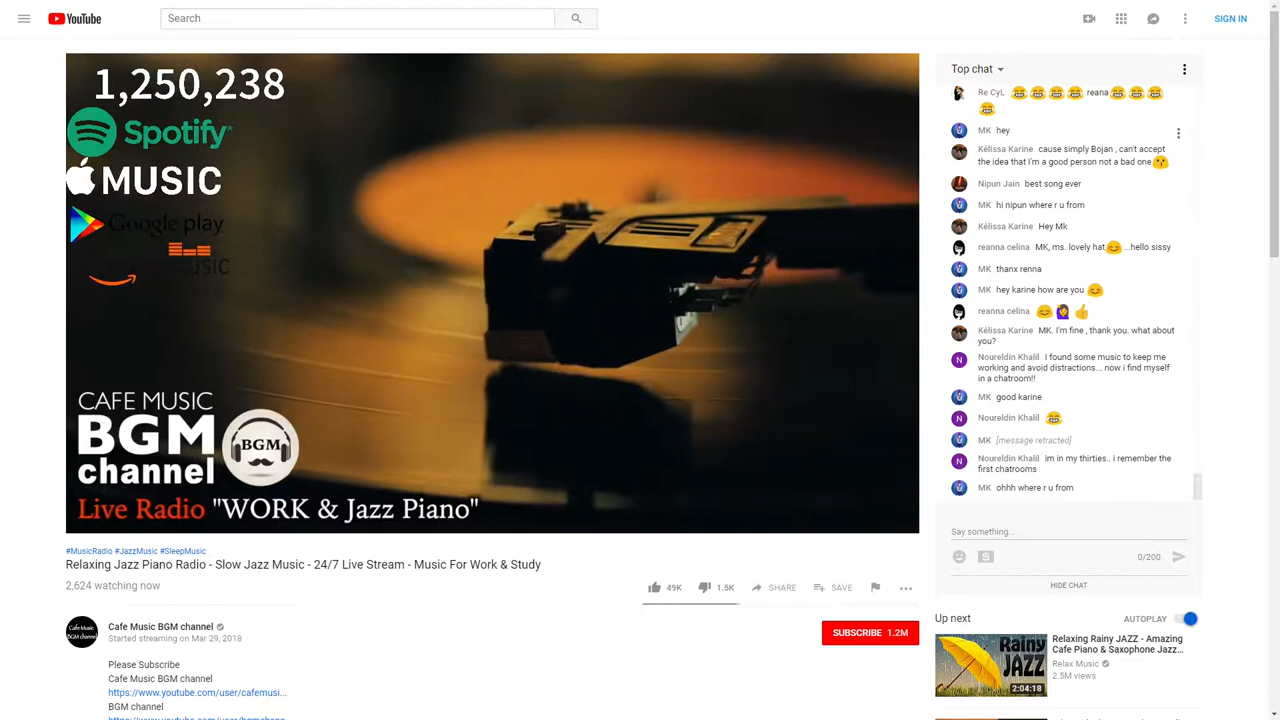 YouTube
Search
SIGN IN
1,250,238
Spotify
MUSIC
Google play
MUSIC
CAFE MUSIC
BGM
channel
BGM
Live Radio "WORK & Jazz Piano"
#MusicRadio #JazzMusic #SleepMusic
Relaxing Jazz Piano Radio - Slow Jazz Music - 24/7 Live Stream - Music For Work & Study
2,624 watching now
49K
1.5K
SHARE
SAVE
Cafe Music
BGM channel
Cafe Music BGM channel
Started streaming on Mar 29, 2018
SUBSCRIBE 1.2M
Please Subscribe
Cafe Music BGM channel
https://www.youtube.com/user/cafemusi...
BGM channel
Top chat
Re CyL 😂😂😂😂 reana😂😂😂
😂
MK hey
Kélissa Karine cause simply Bojan , can't accept
the idea that I'm a good person not a bad one
Nipun Jain best song ever
MK hi nipun where r u from
Kélissa Karine Hey Mk
reanna celina MK, ms. lovely hat😊...hello sissy
MK thanx renna
MK hey karine how are you 😊
reanna celina 😊🙋‍♀️👍
Kélissa Karine MK. I'm fine , thank you. what about
you?
N
Noureldin Khalil I found some music to keep me
working and avoid distractions... now i find myself
in a chatroom!!
MK good karine
N
Noureldin Khalil 😂
MK [message retracted]
N
Noureldin Khalil im in my thirties.. i remember the
first chatrooms
MK ohhh where r u from
Say something...
0/200
HIDE CHAT
Up next
AUTOPLAY
Rainy
JAZZ
2:04:18
Relaxing Rainy JAZZ - Amazing
Cafe Piano & Saxophone Jazz...
Relax Music
2.5M views